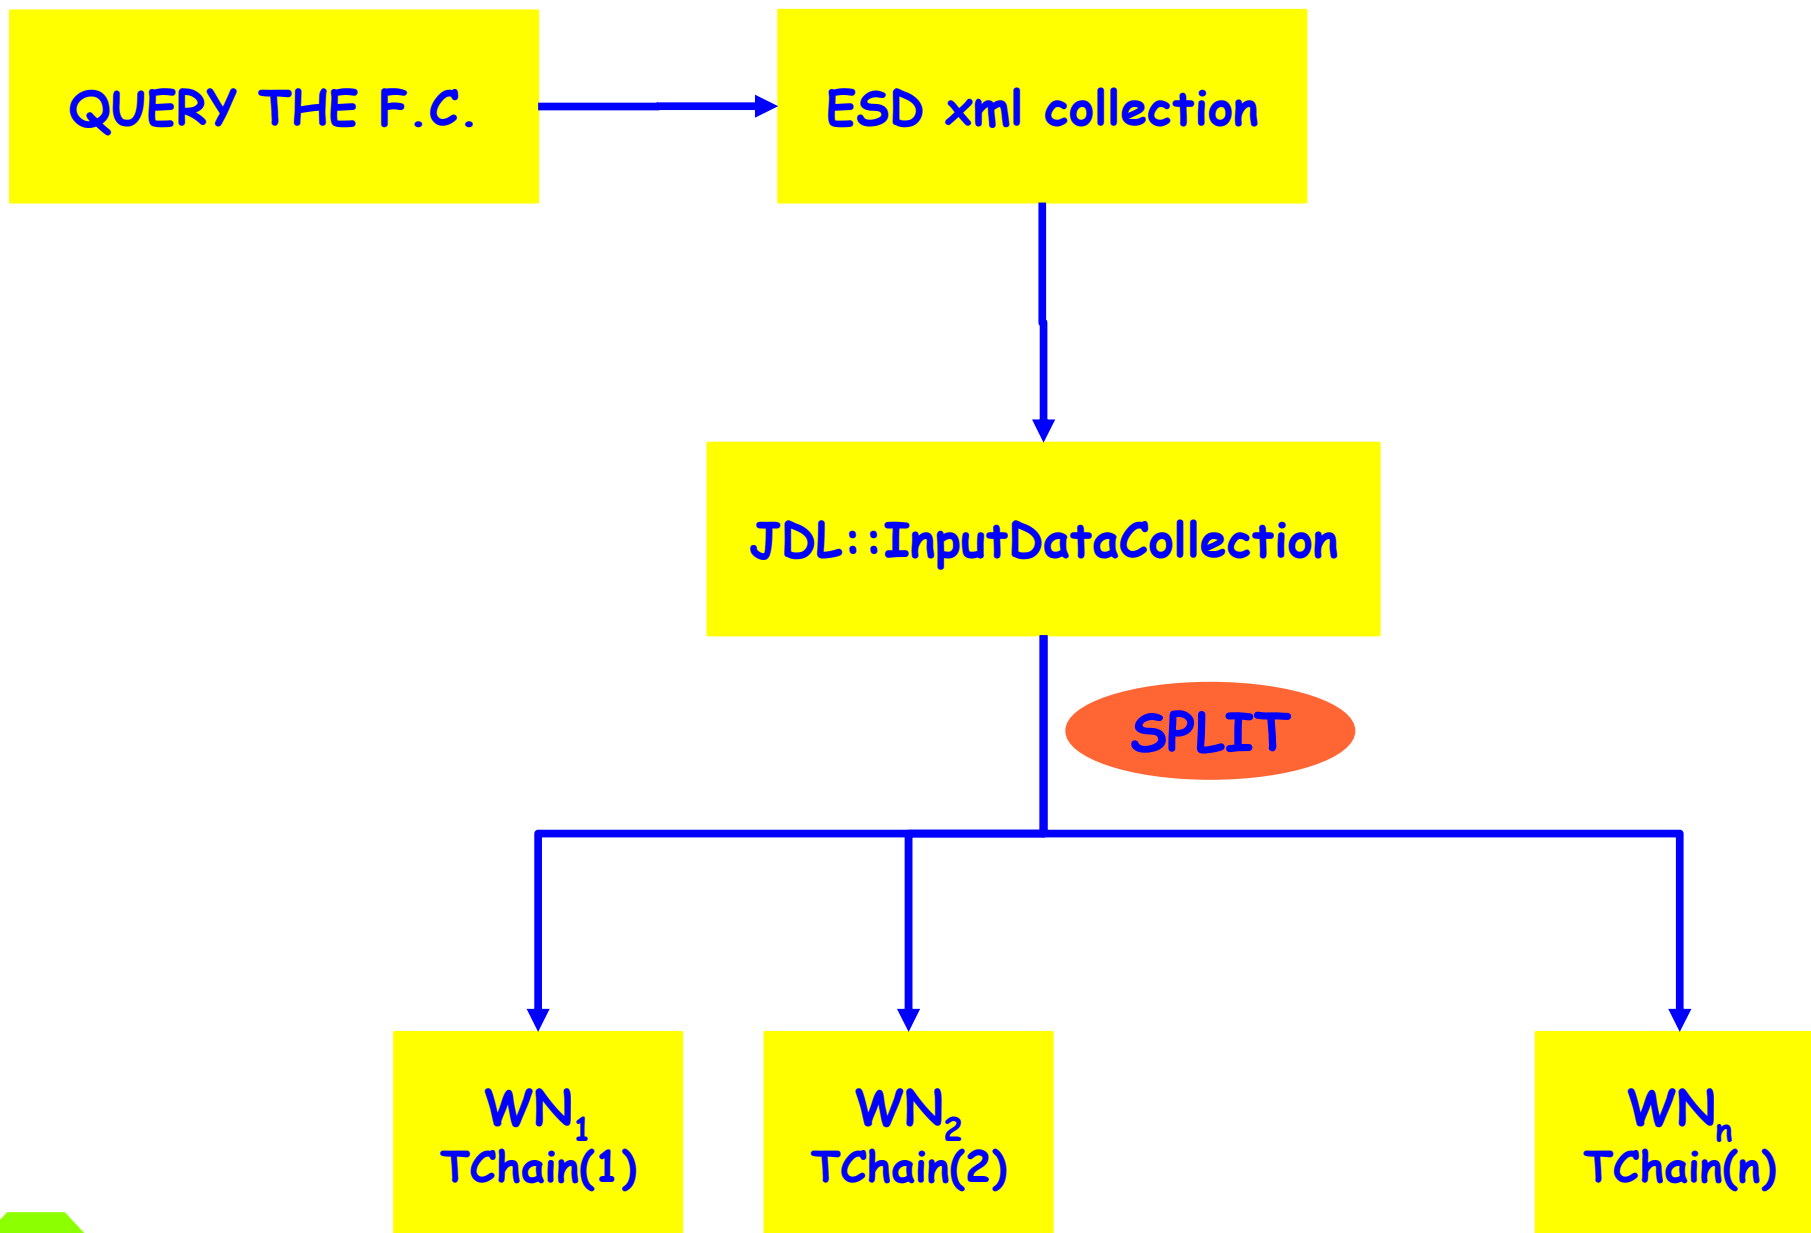 QUERY THE F.C.
ESD xml collection
JDL::InputDataCollection
SPLIT
WN1
TChain(1)
WN2
TChain(2)
WNn
TChain(n)